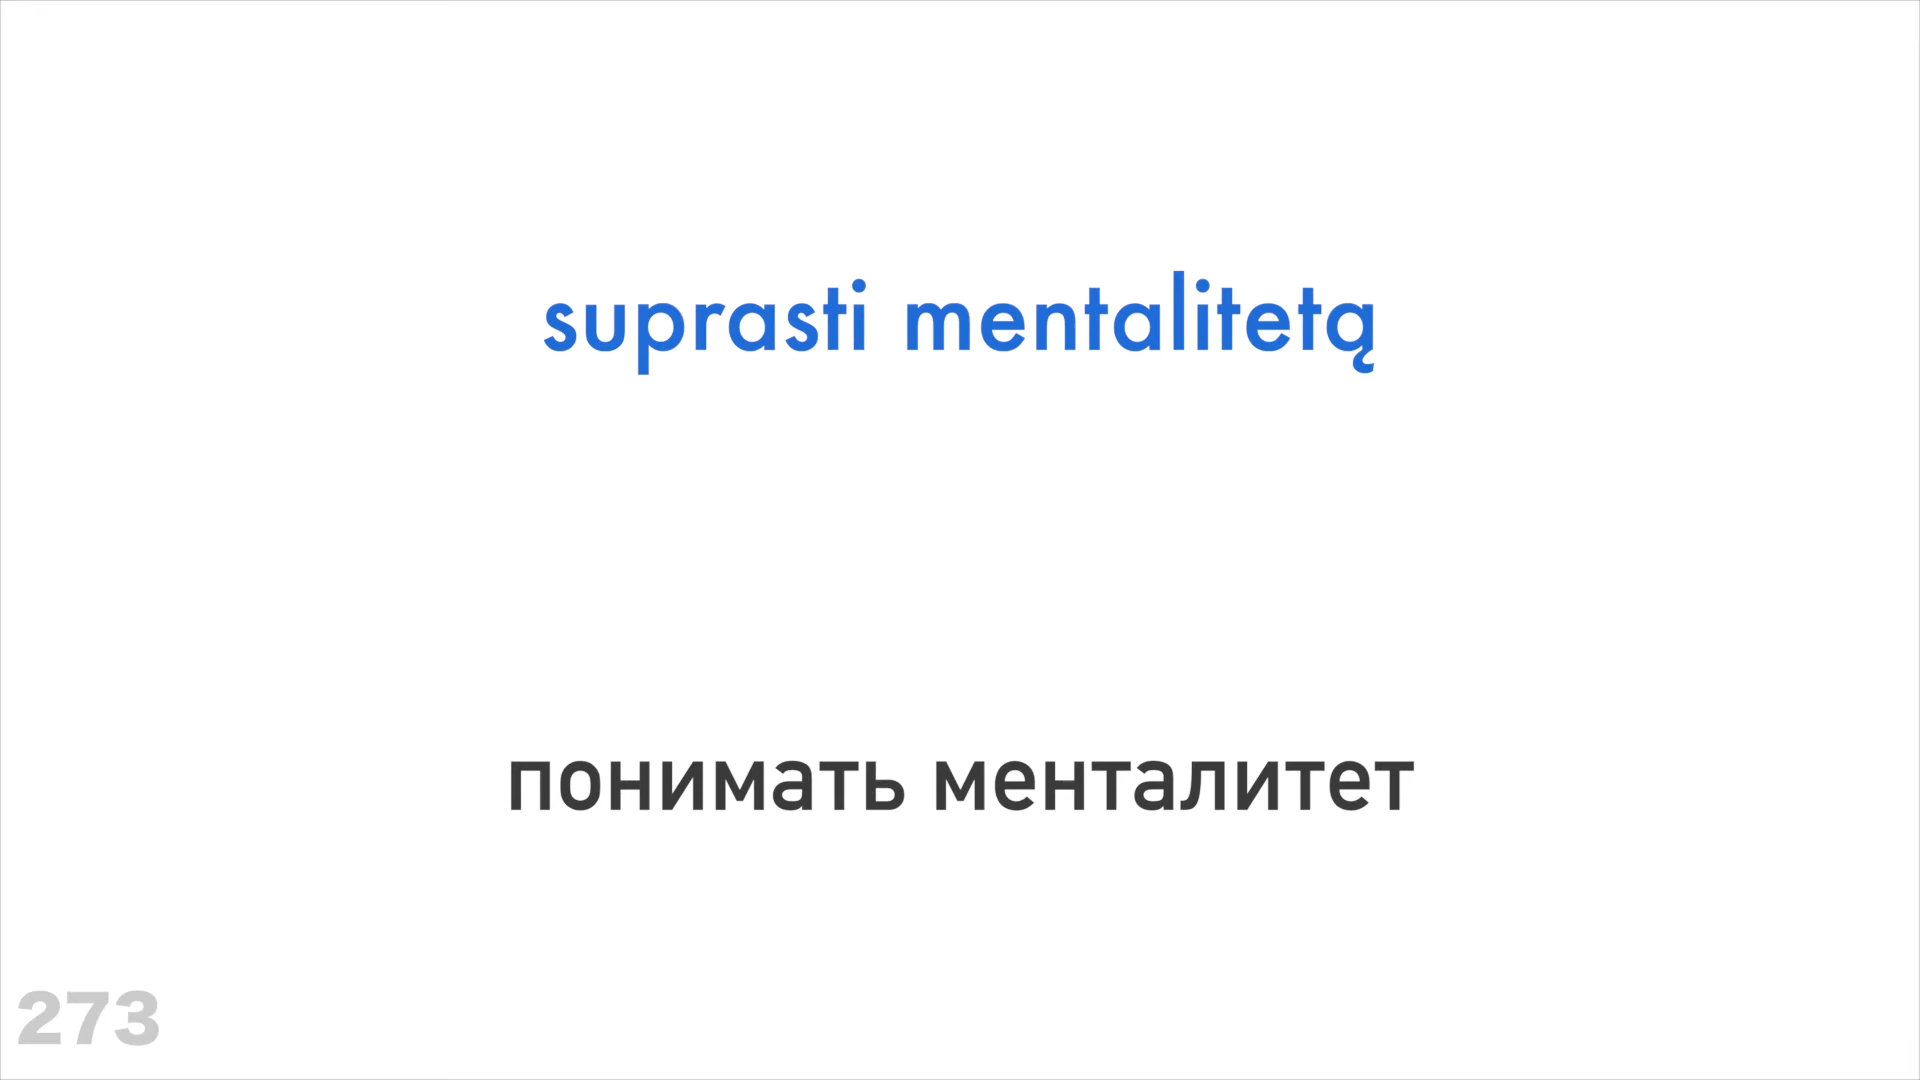 suprasti mentalitetą
понимать менталитет
273